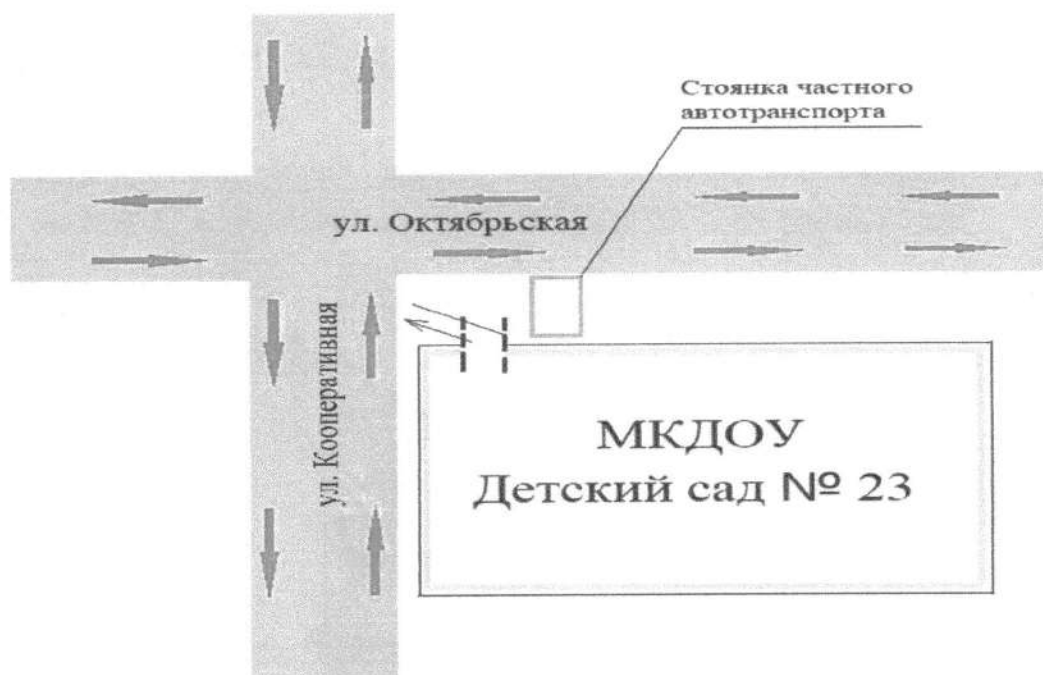 Стоянка частного
автотранспорта
ул. Октябрьская
ул. Кооперативная
МКДОУ
Детский сад № 23